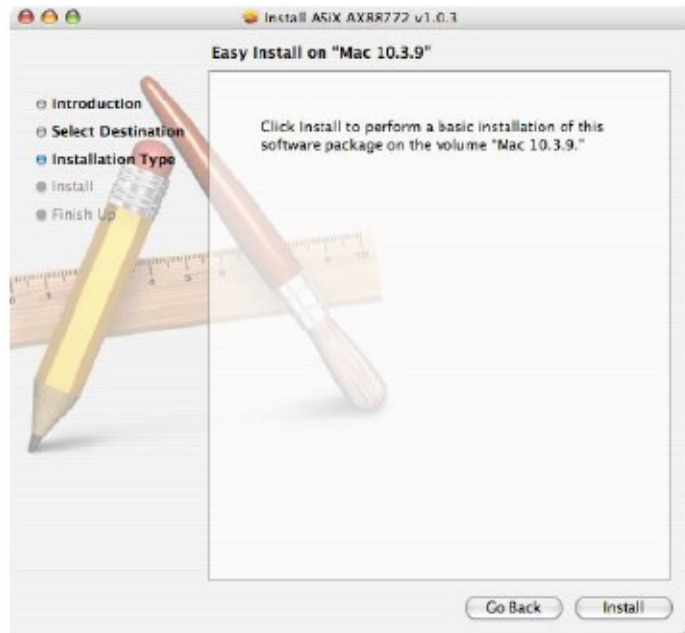 Install ASiX AX88772 v1.0.3
Easy Install on "Mac 10.3.9"
Introduction
Select Destination
Installation Type
Install
Finish Up
Click Install to perform a basic installation of this
software package on the volume "Mac 10.3.9."
Go Back
Install